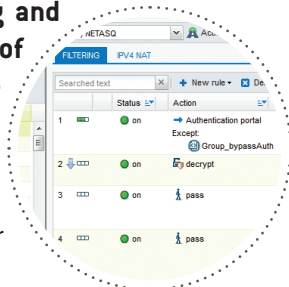 g and
of
NETASQ
FILTERING IPV4 NAT
Searched text + New rule
Status Action
1 on → Authentication portal
Except:
Group_bypassAuth
2 on decrypt
3 on pass
4 on pass